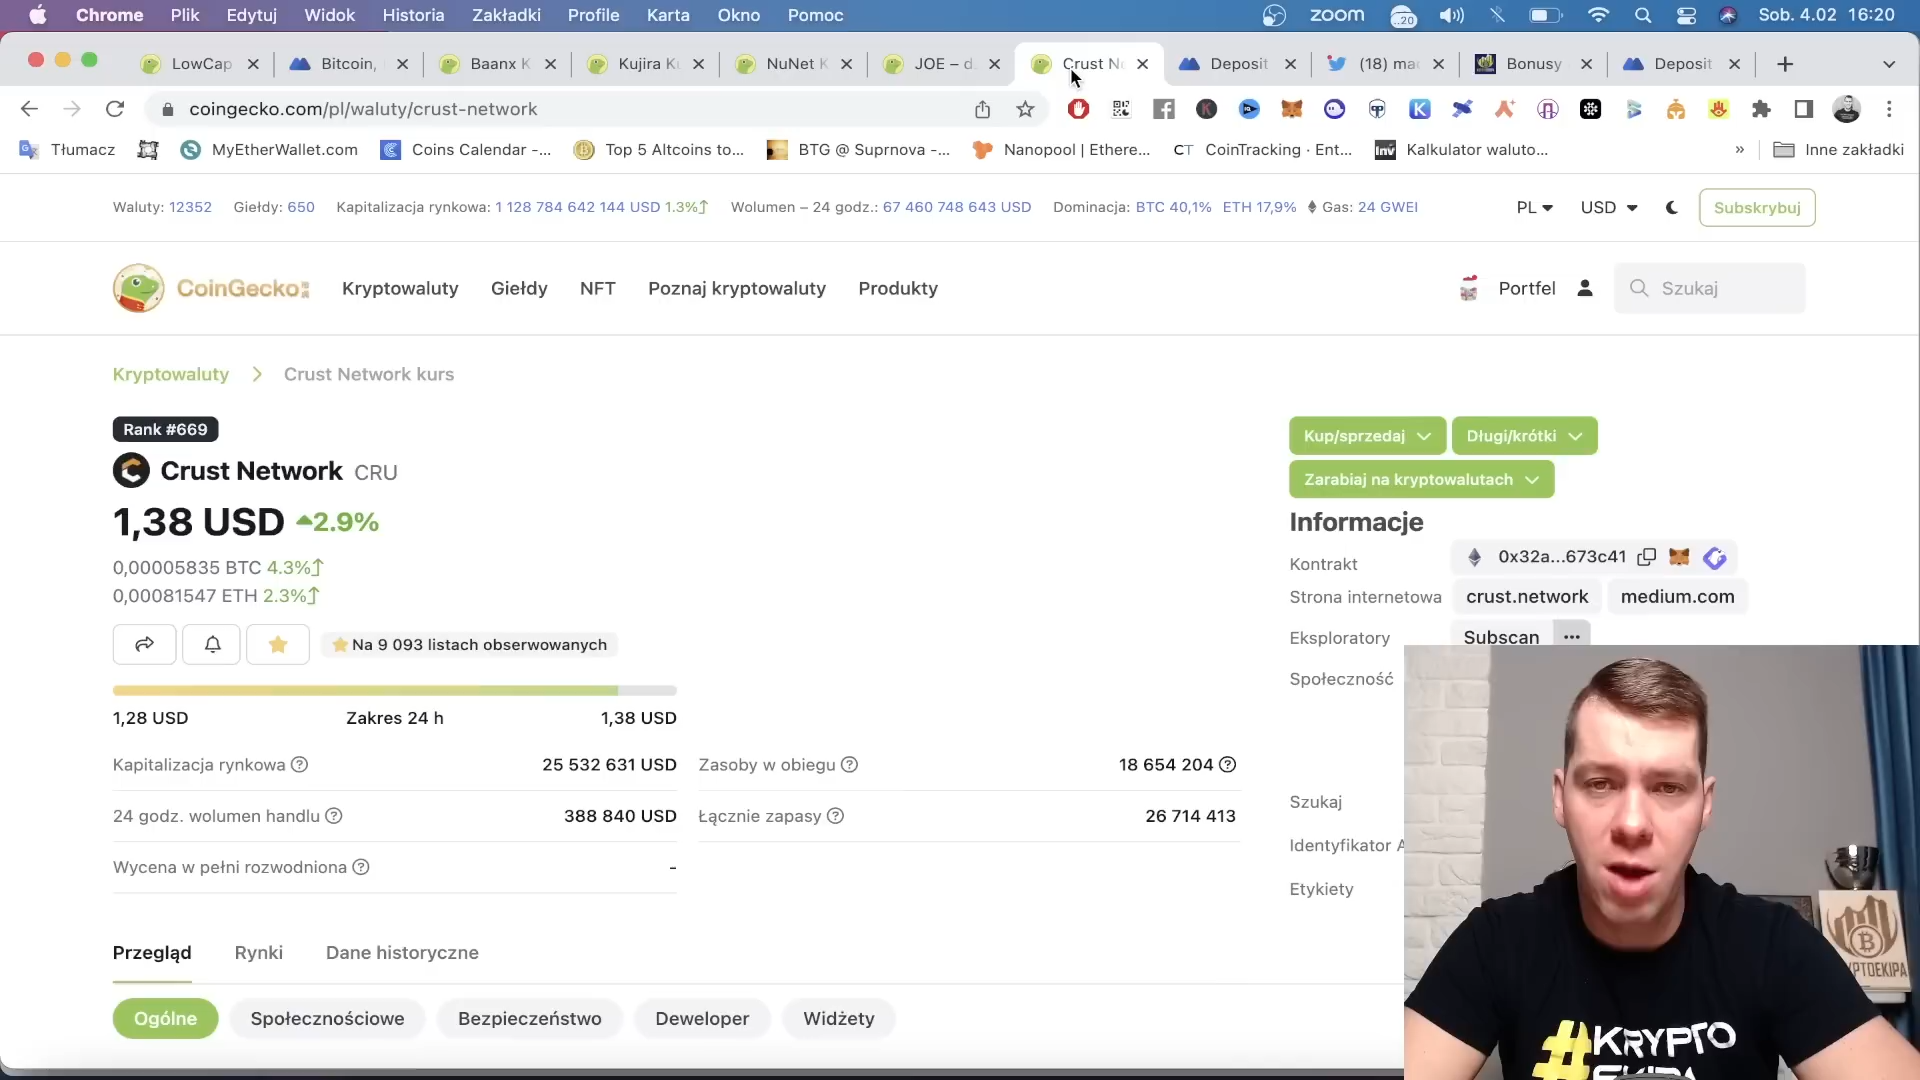 Chrome Plik Edytuj Widok Historia Zakładki Profile Karta Okno Pomoc zoom ..20 Sob. 4.02 16:20
LowCap Bitcoin, Baanx K Kujira K NuNet K JOE – d. Crust N Deposit (18) ma Bonusy Deposit
coingecko.com/pl/waluty/crust-network
Tłumacz MyEtherWallet.com Coins Calendar -... Top 5 Altcoins to... BTG @ Suprnova -... Nanopool | Ethere... CT CoinTracking · Ent... Inv Kalkulator waluto... » Inne zakładki
Waluty: 12352 Giełdy: 650 Kapitalizacja rynkowa: 1 128 784 642 144 USD 1.3% Wolumen – 24 godz.: 67 460 748 643 USD Dominacja: BTC 40,1% ETH 17,9% Gas: 24 GWEI PL USD Subskrybuj
CoinGecko Kryptowaluty Giełdy NFT Poznaj kryptowaluty Produkty Portfel Szukaj
Kryptowaluty Crust Network kurs
Rank #669
Crust Network CRU
1,38 USD 2.9%
0,00005835 BTC 4.3%
0,00081547 ETH 2.3%
Na 9 093 listach obserwowanych
1,28 USD Zakres 24 h 1,38 USD
Kapitalizacja rynkowa 25 532 631 USD Zasoby w obiegu 18 654 204
24 godz. wolumen handlu 388 840 USD Łącznie zapasy 26 714 413
Wycena w pełni rozwodniona -
Kup/sprzedaj Długi/krótki
Zarabiaj na kryptowalutach
Informacje
Kontrakt 0x32a...673c41
Strona internetowa crust.network medium.com
Eksploratory Subscan ...
Społeczność
Szukaj
Identyfikator A
Etykiety
Przegląd Rynki Dane historyczne
Ogólne Społecznościowe Bezpieczeństwo Deweloper Widżety
#KRYPTO
EKIPA
YPTOEKIPA